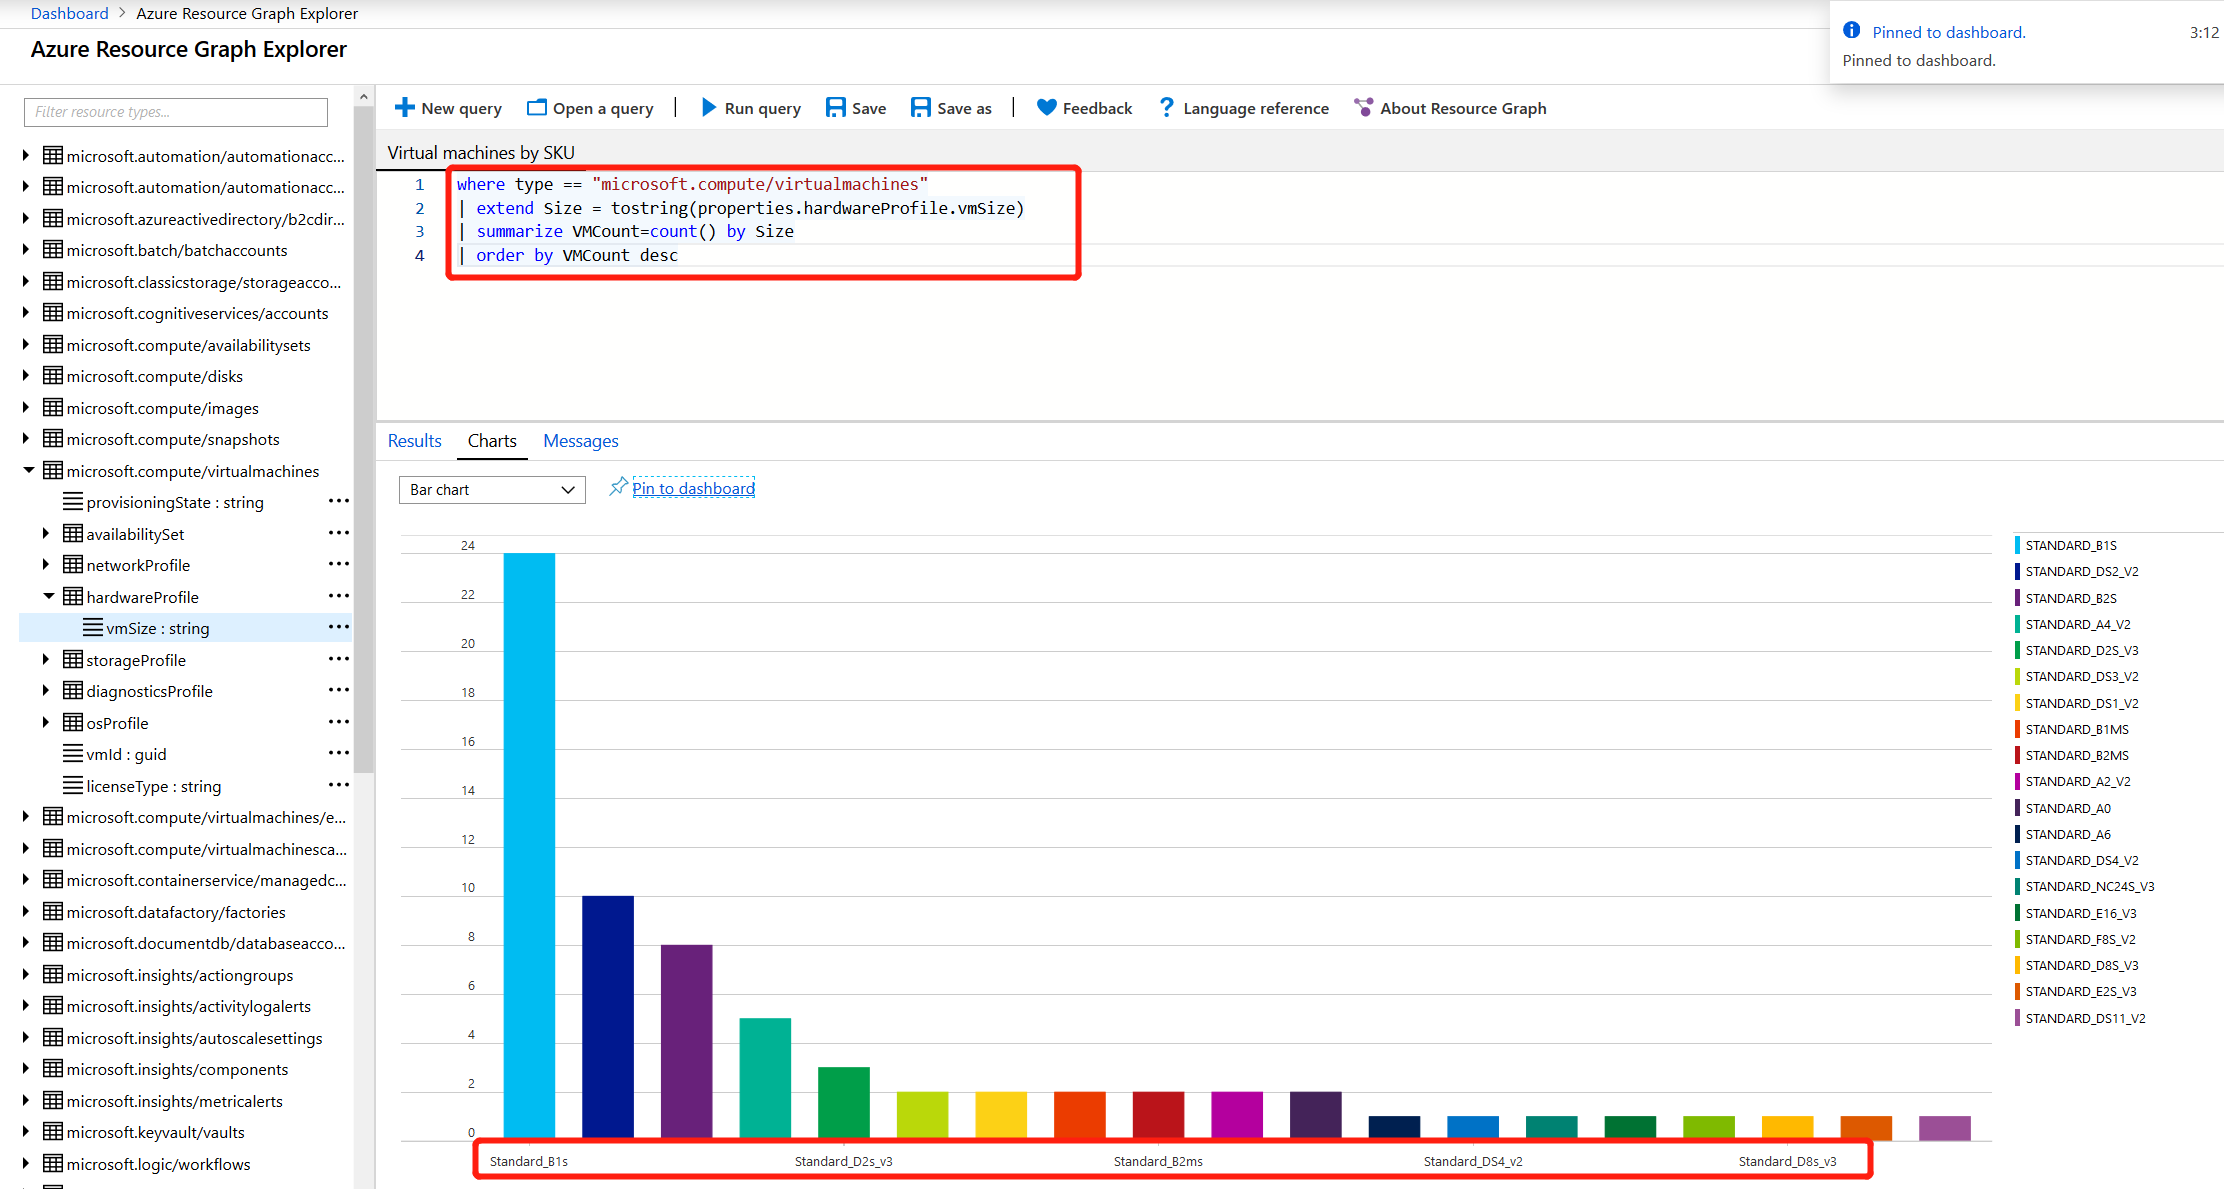 Dashboard > Azure Resource Graph Explorer
Azure Resource Graph Explorer
Pinned to dashboard. 3:12
Pinned to dashboard.
Filter resource types...
microsoft.automation/automationacc...
microsoft.automation/automationacc...
microsoft.azureactivedirectory/b2cdir...
microsoft.batch/batchaccounts
microsoft.classicstorage/storageacco...
microsoft.cognitiveservices/accounts
microsoft.compute/availabilitysets
microsoft.compute/disks
microsoft.compute/images
microsoft.compute/snapshots
microsoft.compute/virtualmachines
provisioningState : string
availabilitySet
networkProfile
hardwareProfile
vmSize : string
storageProfile
diagnosticsProfile
osProfile
vmId : guid
licenseType : string
microsoft.compute/virtualmachines/e...
microsoft.compute/virtualmachinesca...
microsoft.containerservice/managedc...
microsoft.datafactory/factories
microsoft.documentdb/databaseacco...
microsoft.insights/actiongroups
microsoft.insights/activitylogalerts
microsoft.insights/autoscalesettings
microsoft.insights/components
microsoft.insights/metricalerts
microsoft.keyvault/vaults
microsoft.logic/workflows
New query Open a query | Run query Save Save as | Feedback ? Language reference About Resource Graph
Virtual machines by SKU
1 where type == "microsoft.compute/virtualmachines"
2 | extend Size = tostring(properties.hardwareProfile.vmSize)
3 | summarize VMCount=count() by Size
4 | order by VMCount desc
Results Charts Messages
Bar chart Pin to dashboard
24
22
20
18
16
14
12
10
8
6
4
2
0
Standard_B1s Standard_D2s_v3 Standard_B2ms Standard_DS4_v2 Standard_D8s_v3
STANDARD_B1S
STANDARD_DS2_V2
STANDARD_B2S
STANDARD_A4_V2
STANDARD_D2S_V3
STANDARD_DS3_V2
STANDARD_DS1_V2
STANDARD_B1MS
STANDARD_B2MS
STANDARD_A2_V2
STANDARD_A0
STANDARD_A6
STANDARD_DS4_V2
STANDARD_NC24S_V3
STANDARD_E16_V3
STANDARD_F8S_V2
STANDARD_D8S_V3
STANDARD_E2S_V3
STANDARD_DS11_V2